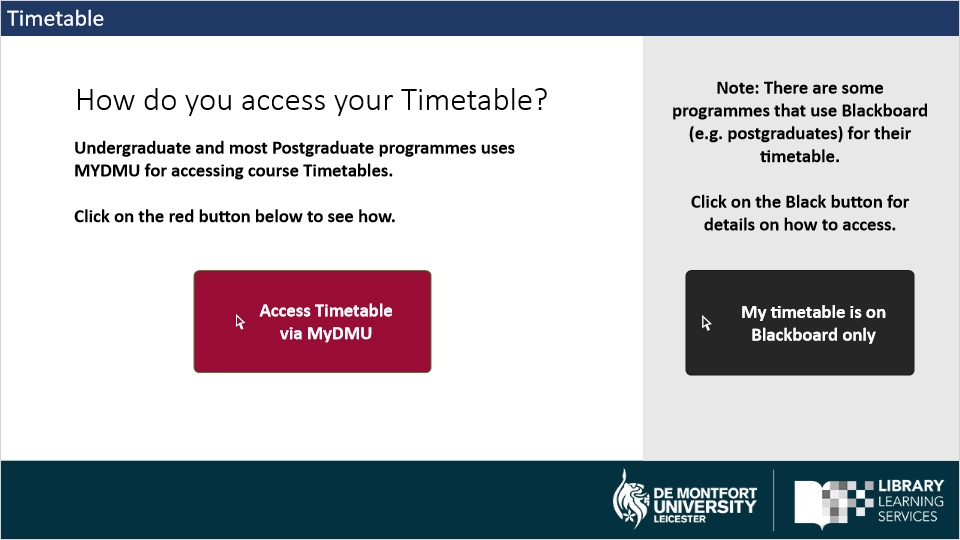 Timetable
How do you access your Timetable?
Undergraduate and most Postgraduate programmes uses
MYDMU for accessing course Timetables.
Click on the red button below to see how.
Access Timetable
via MyDMU
Note: There are some
programmes that use Blackboard
(e.g. postgraduates) for their
timetable.
Click on the Black button for
details on how to access.
My timetable is on
Blackboard only
DE MONTFORT
UNIVERSITY
LEICESTER
LIBRARY
LEARNING
SERVICES